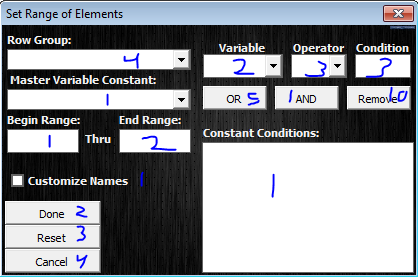 Set Range of Elements
Row Group:
4
Variable Operator Condition
2 3 3
Master Variable Constant:
1
OR 5 1 AND Remove 10
Begin Range: End Range:
1 Thru 2
Constant Conditions:
1
Customize Names 1
Done 2
Reset 3
Cancel 4